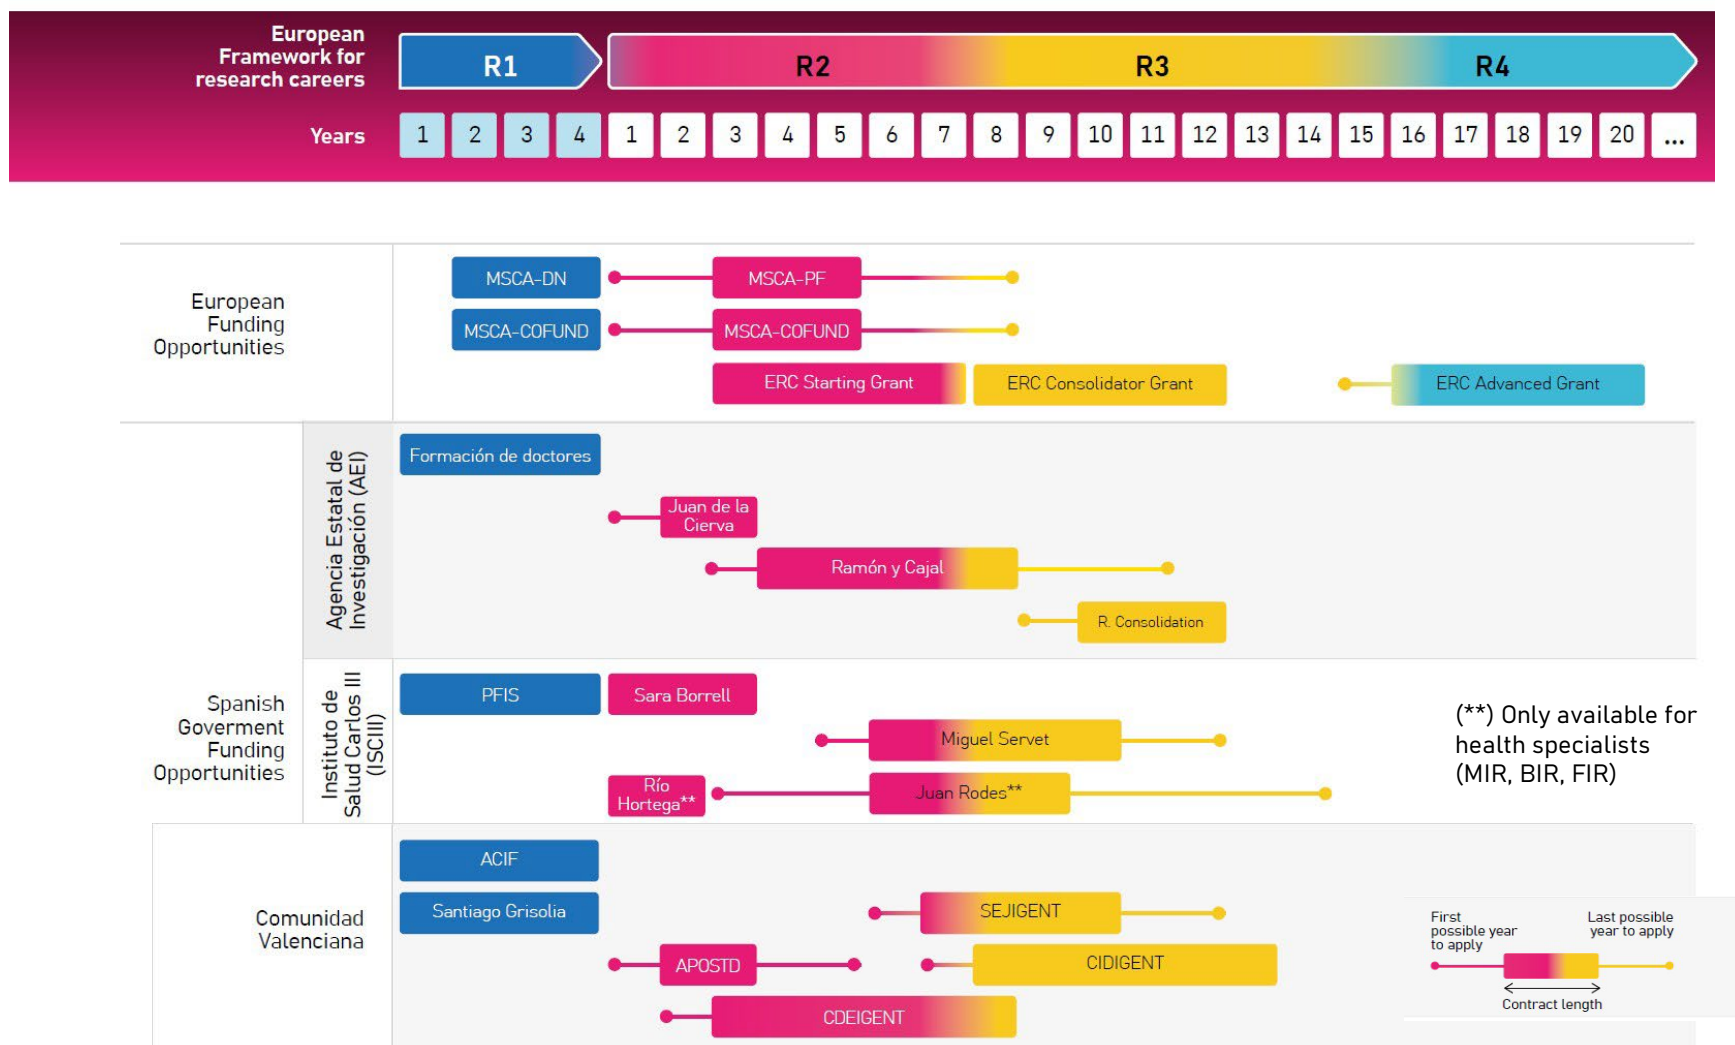 European
Framework for
research careers
R1
R2
R3
R4
Years
1 2 3 4 1 2 3 4 5 6 7 8 9 10 11 12 13 14 15 16 17 18 19 20 ...
European
Funding
Opportunities
MSCA-DN
MSCA-PF
MSCA-COFUND
MSCA-COFUND
ERC Starting Grant
ERC Consolidator Grant
ERC Advanced Grant
Spanish
Goverment
Funding
Opportunities
Agencia Estatal de
Investigación (AEI)
Formación de doctores
Juan de la
Cierva
Ramón y Cajal
R. Consolidation
Instituto de
Salud Carlos III
(ISCIII)
PFIS
Sara Borrell
Miguel Servet
Río
Hortega**
Juan Rodes**
(**) Only available for
health specialists
(MIR, BIR, FIR)
Comunidad
Valenciana
ACIF
Santiago Grisolia
SEJIGENT
APOSTD
CIDIGENT
CDEIGENT
First
possible year
to apply
Last possible
year to apply
Contract length